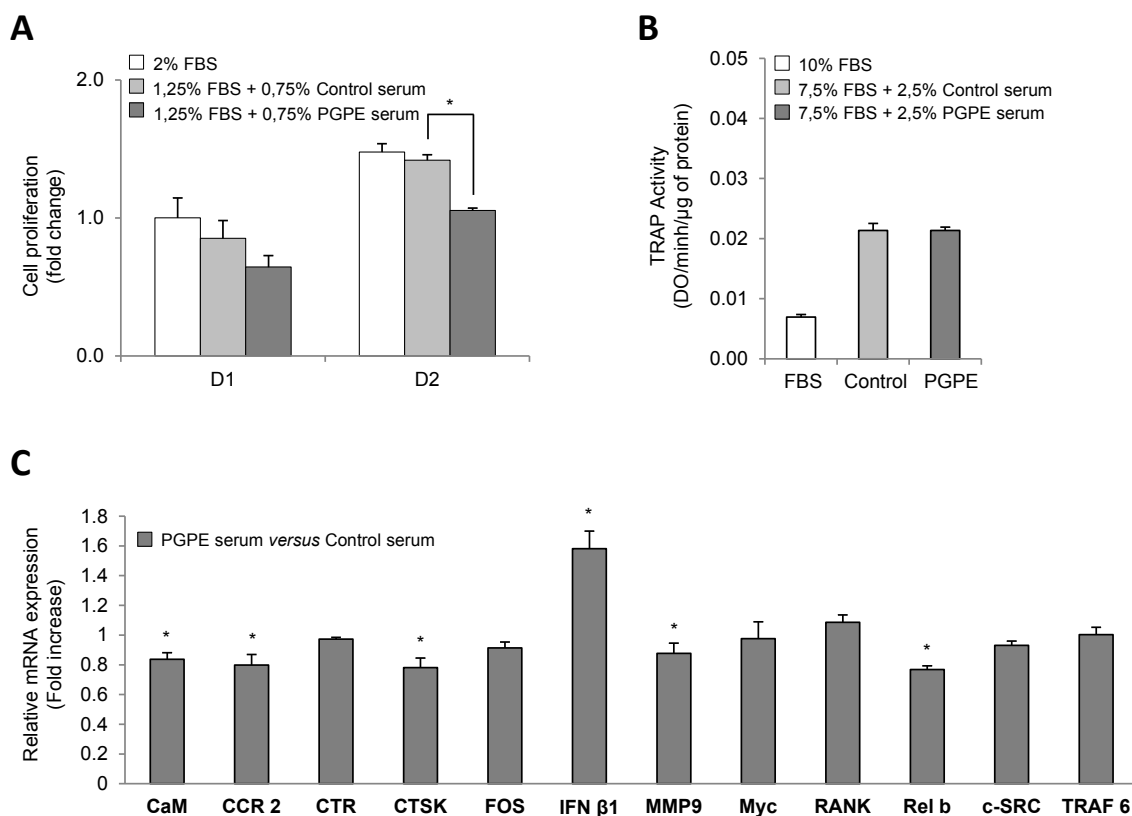 A
2% FBS
1,25% FBS + 0,75% Control serum
1,25% FBS + 0,75% PGPE serum
2.0
1.0
0.0
Cell proliferation
(fold change)
*
D1
D2
B
10% FBS
7,5% FBS + 2,5% Control serum
7,5% FBS + 2,5% PGPE serum
0.05
0.04
0.03
0.02
0.01
0.00
TRAP Activity
(DO/minh/µg of protein)
FBS
Control
PGPE
C
PGPE serum versus Control serum
1.8
1.6
1.4
1.2
1
0.8
0.6
0.4
0.2
0
Relative mRNA expression
(Fold increase)
*
*
*
*
*
*
CaM
CCR 2
CTR
CTSK
FOS
IFN β1
MMP9
Myc
RANK
Rel b
c-SRC
TRAF 6